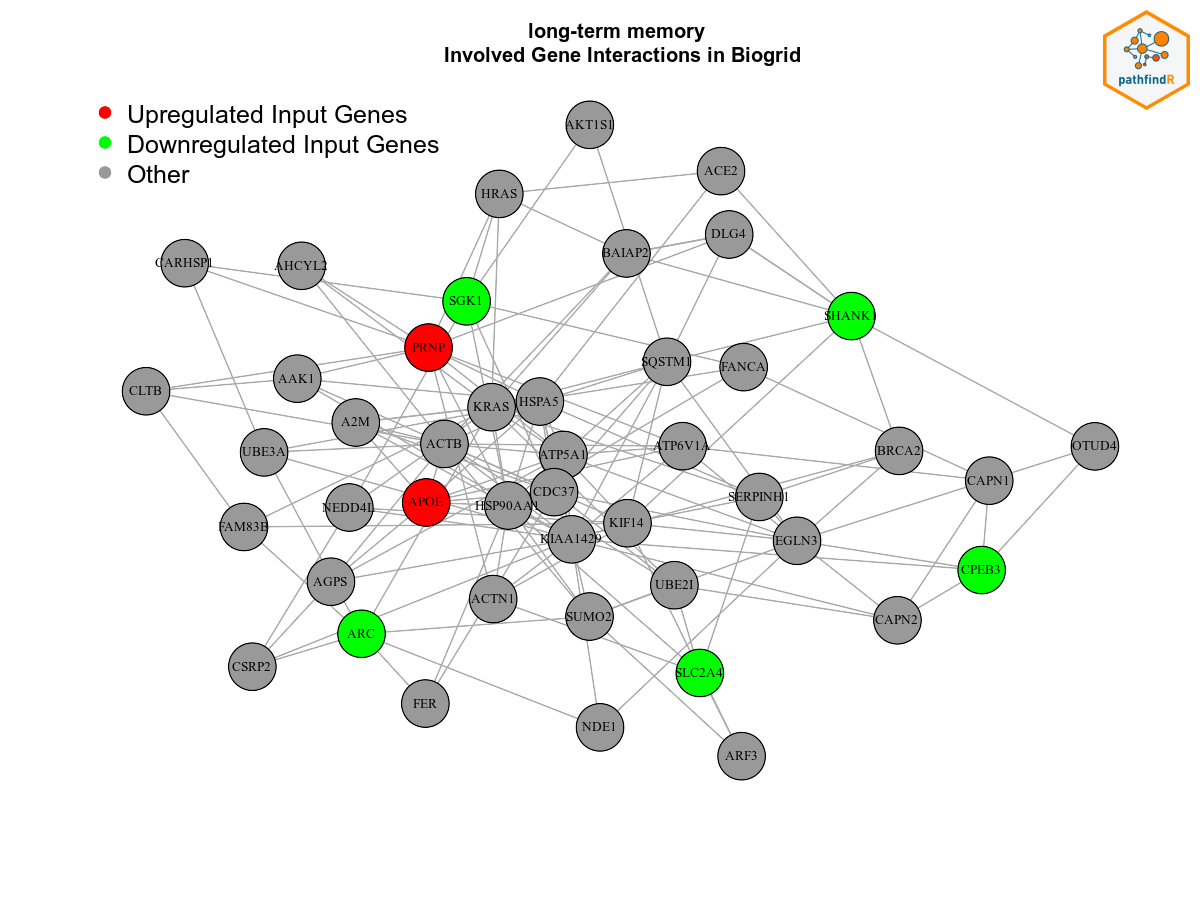 long-term memory
Involved Gene Interactions in Biogrid
pathfindR
Upregulated Input Genes
Downregulated Input Genes
Other
AKT1S1
ACE2
HRAS
DLG4
BAIAP2
CARHSP1
AHCYL2
SGK1
SHANK1
PRNP
SQSTM1
FANCA
AAK1
CLTB
KRAS
HSPA5
A2M
ACTB
ATP6V1A
OTUD4
UBE3A
ATP5A1
BRCA2
CAPN1
CDC37
SERPINH1
APOE
NEDD4L
HSP90AA1
FAM83B
KIF14
KIAA1429
EGLN3
CPEB3
AGPS
UBE2I
ACTN1
SUMO2
CAPN2
ARC
CSRP2
SLC2A4
FER
NDE1
ARF3